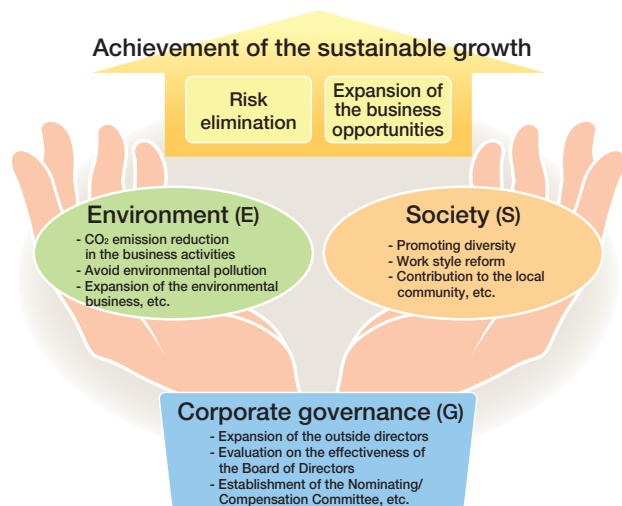 Achievement of the sustainable growth
Risk
elimination
Expansion of
the business
opportunities
Environment (E)
- CO₂ emission reduction
in the business activities
- Avoid environmental pollution
- Expansion of the environmental
business, etc.
Society (S)
- Promoting diversity
- Work style reform
- Contribution to the local
community, etc.
Corporate governance (G)
- Expansion of the outside directors
- Evaluation on the effectiveness of
the Board of Directors
- Establishment of the Nominating/
Compensation Committee, etc.